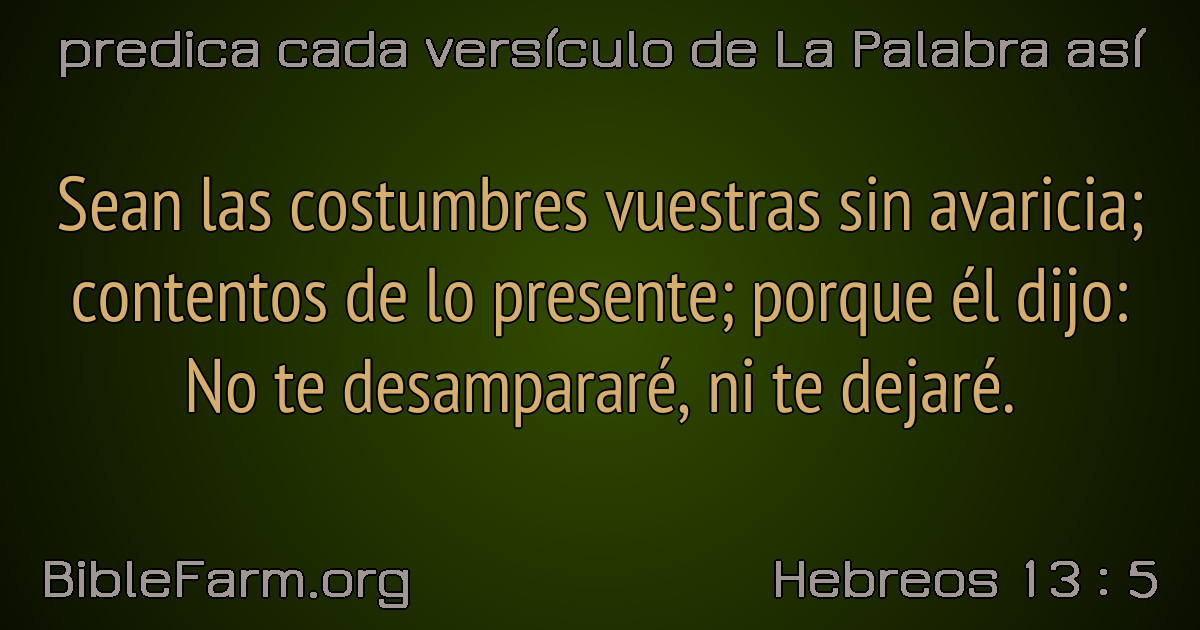 predica cada versículo de La Palabra así
Sean las costumbres vuestras sin avaricia;
contentos de lo presente; porque él dijo:
No te desampararé, ni te dejaré.
BibleFarm.org
Hebreos 13 : 5